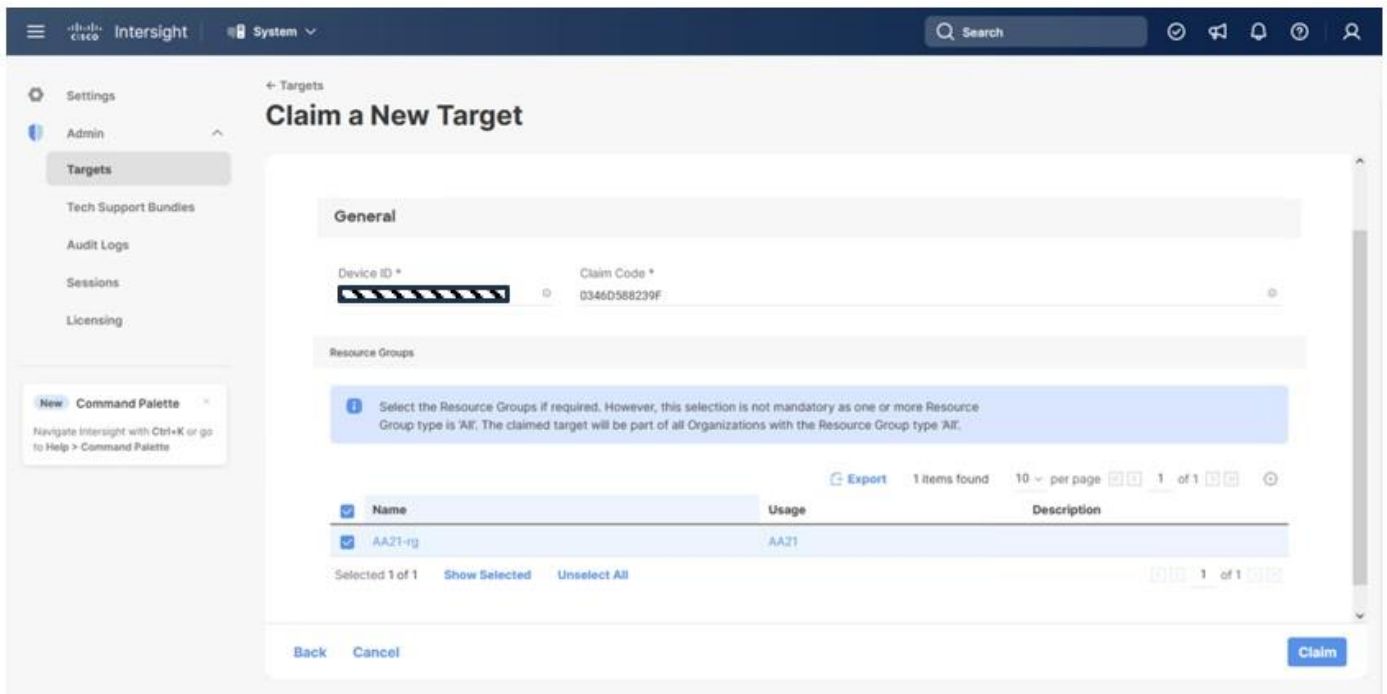 cisco Intersight System Search
← Targets
Claim a New Target
Settings
Admin
Targets
Tech Support Bundles
Audit Logs
Sessions
Licensing
New Command Palette
Navigate Intersight with Ctrl+K or go
to Help > Command Palette
General
Device ID * Claim Code *
0346D588239F
Resource Groups
Select the Resource Groups if required. However, this selection is not mandatory as one or more Resource
Group type is 'All'. The claimed target will be part of all Organizations with the Resource Group type 'All'.
Export 1 items found 10 per page 1 of 1
Name Usage Description
AA21-rg AA21
Selected 1 of 1 Show Selected Unselect All 1 of 1
Back Cancel Claim